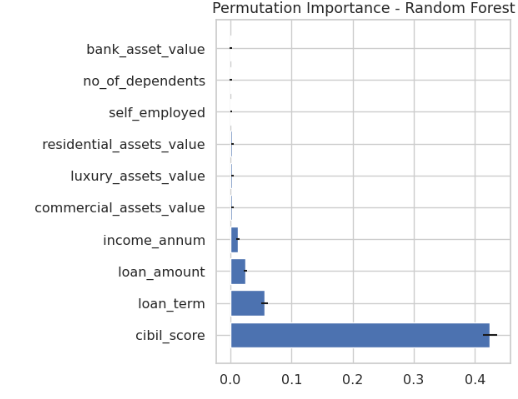 Permutation Importance - Random Forest
bank_asset_value
no_of_dependents
self_employed
residential_assets_value
luxury_assets_value
commercial_assets_value
income_annum
loan_amount
loan_term
cibil_score
0.0 0.1 0.2 0.3 0.4